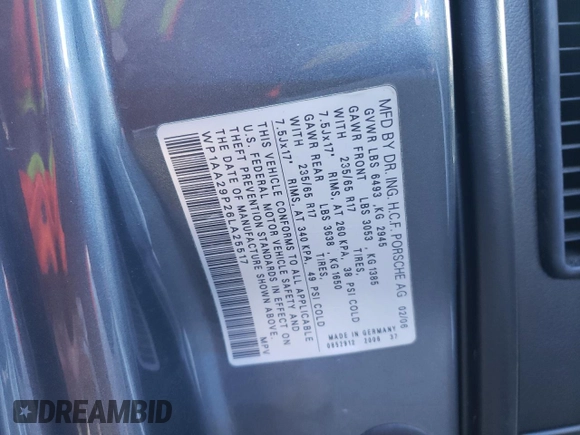 MFD BY DR. ING. H.C.F. PORSCHE AG 02/06
GVWR LBS 6493 ,KG 2945
GAWR FRONT LBS 3053 , KG 1385
WITH 235/65 R17 TIRES,
7.5Jx17" RIMS, AT 260 KPA, 38 PSI COLD
GAWR REAR LBS 3638 , KG 1650
WITH 235/65 R17 TIRES,
7.5Jx17" RIMS, AT 340 KPA, 49 PSI COLD
THIS VEHICLE CONFORMS TO ALL APPLICABLE
U.S. FEDERAL MOTOR VEHICLE SAFETY AND
THEFT PREVENTION STANDARDS IN EFFECT ON
THE DATE OF MANUFACTURE SHOWN ABOVE.
WP1AA29P26LA25517 MPV
MADE IN GERMANY
2006 37
DREAMBID